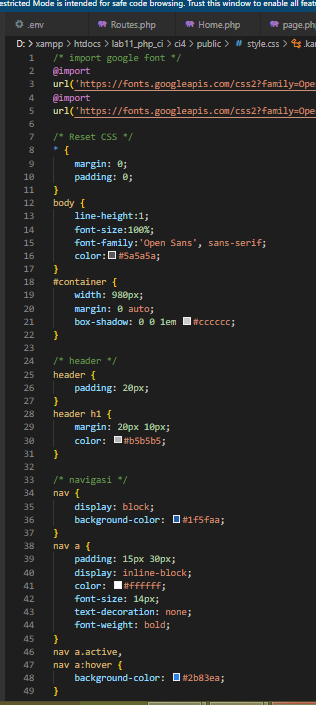 estricted Mode is intended for safe code browsing. Trust this window to enable all featu
.env Routes.php Home.php page.ph
D: > xampp > htdocs > lab11_php_ci > ci4 > public > # style.css > .kan
1 /* import google font */
2 @import
3 url('https://fonts.googleapis.com/css2?family=Ope
4 @import
5 url('https://fonts.googleapis.com/css2?family=Ope
6
7 /* Reset CSS */
8 * {
9 margin: 0;
10 padding: 0;
11 }
12 body {
13 line-height:1;
14 font-size:100%;
15 font-family:'Open Sans', sans-serif;
16 color:#5a5a5a;
17 }
18 #container {
19 width: 980px;
20 margin: 0 auto;
21 box-shadow: 0 0 1em #cccccc;
22 }
23
24 /* header */
25 header {
26 padding: 20px;
27 }
28 header h1 {
29 margin: 20px 10px;
30 color: #b5b5b5;
31 }
32
33 /* navigasi */
34 nav {
35 display: block;
36 background-color: #1f5faa;
37 }
38 nav a {
39 padding: 15px 30px;
40 display: inline-block;
41 color: #ffffff;
42 font-size: 14px;
43 text-decoration: none;
44 font-weight: bold;
45 }
46 nav a.active,
47 nav a:hover {
48 background-color: #2b83ea;
49 }